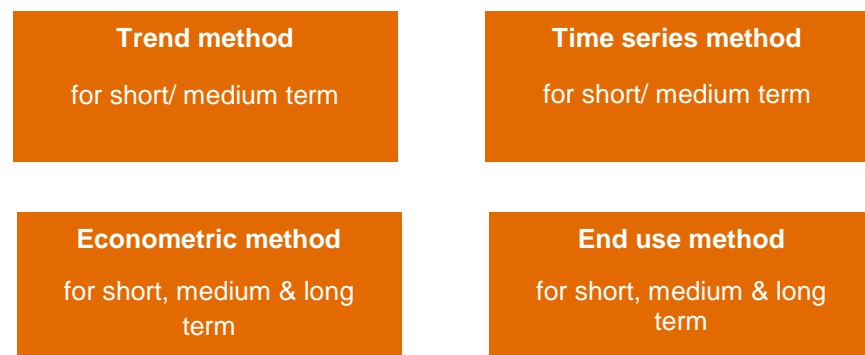 Trend method
for short/ medium term
Time series method
for short/ medium term
Econometric method
for short, medium & long
term
End use method
for short, medium & long
term